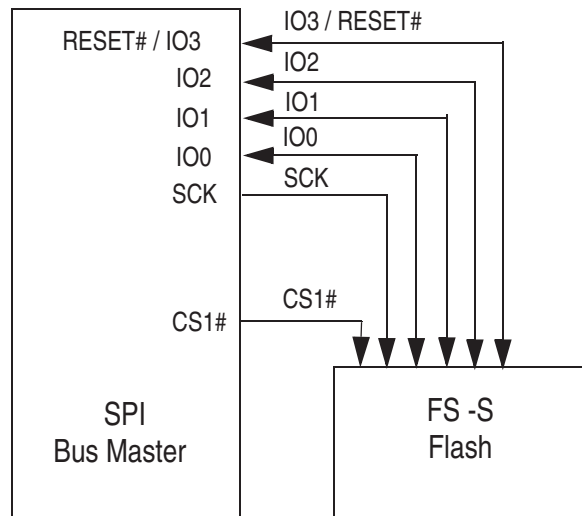 RESET# / IO3
IO3 / RESET#
IO2
IO2
IO1
IO1
IO0
IO0
SCK
SCK
CS1#
CS1#
SPI
Bus Master
FS -S
Flash